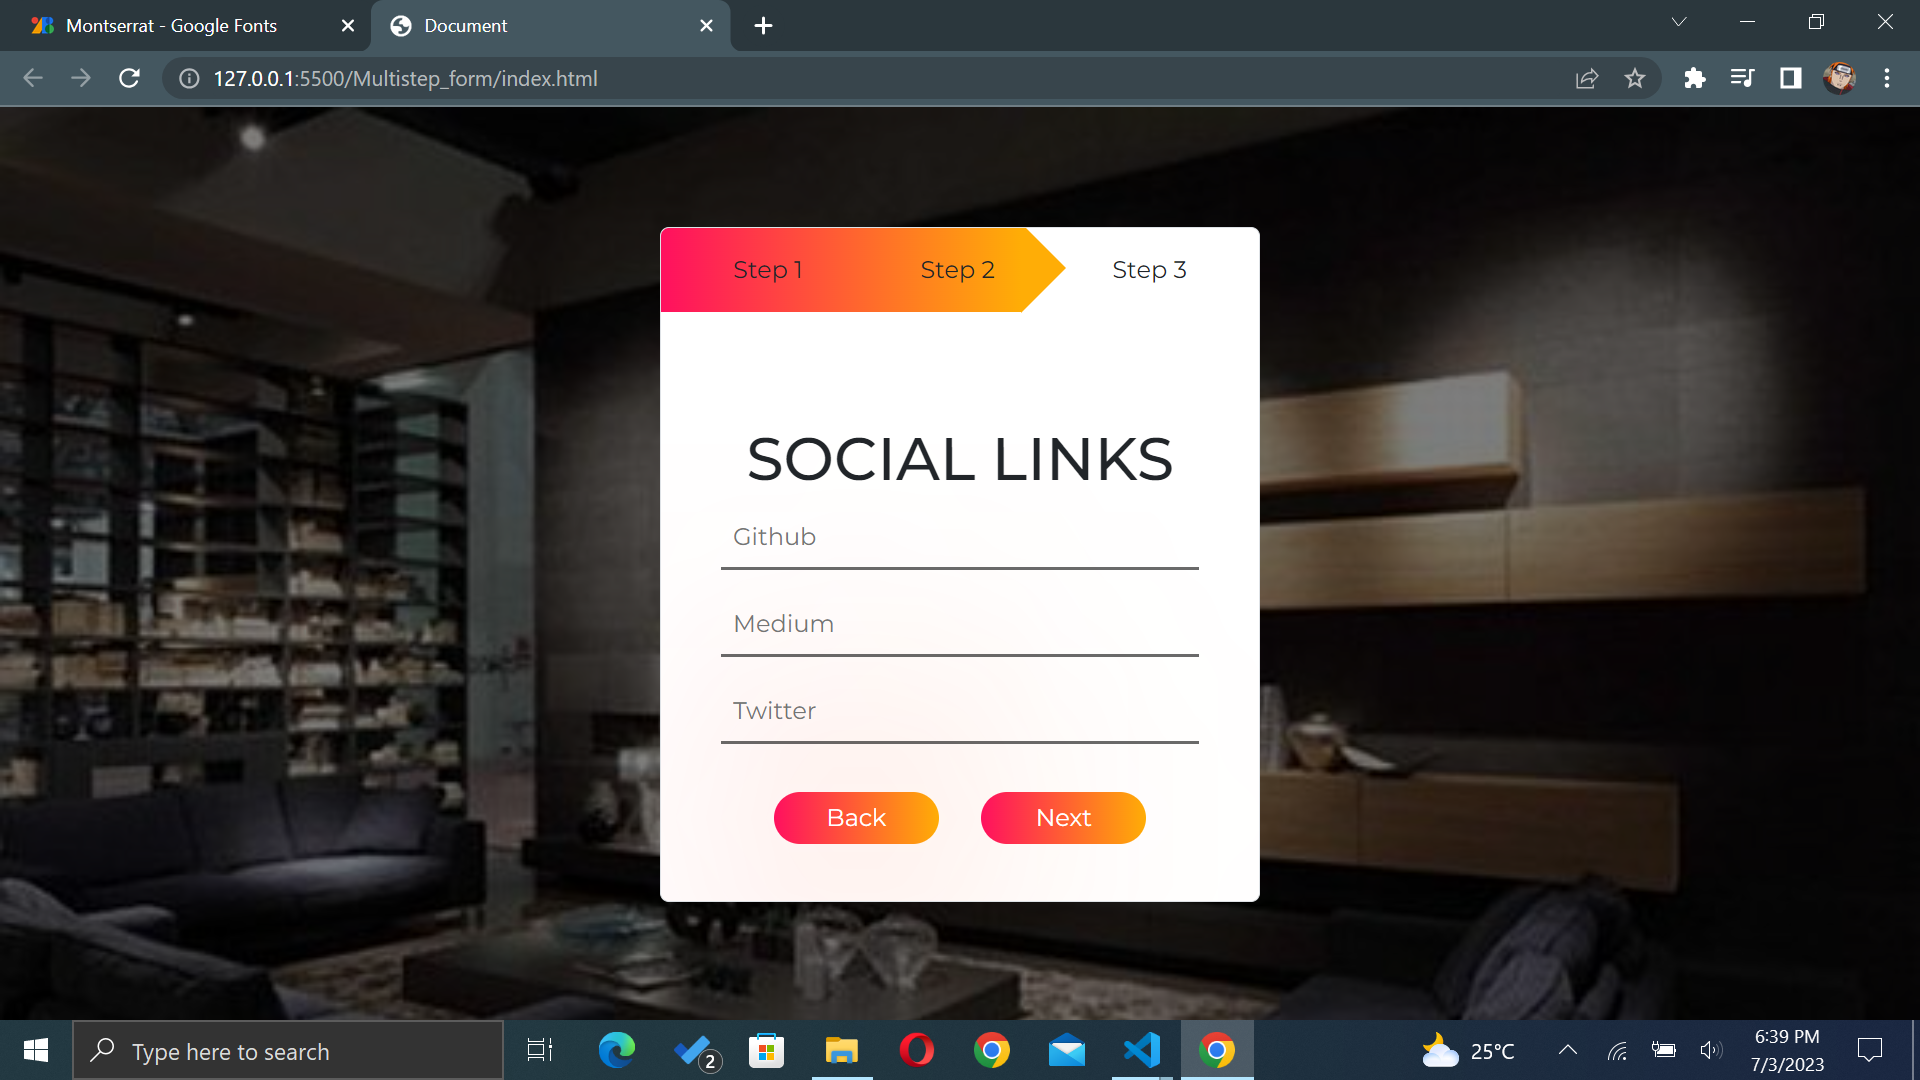 Montserrat - Google Fonts
Document
127.0.0.1:5500/Multistep_form/index.html
Step 1 Step 2 Step 3
SOCIAL LINKS
Github
Medium
Twitter
Back Next
Type here to search
2
25°C
6:39 PM
7/3/2023